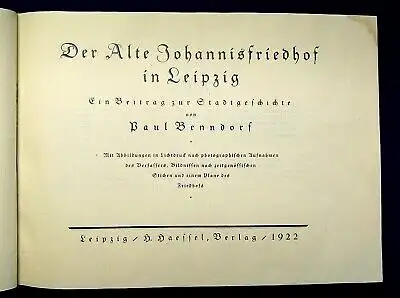 Der Alte Johannisfriedhof
in Leipzig
Ein Beitrag zur Stadtgeschichte
von
Paul Benndorf
Mit Abbildungen in Lichtdruck nach photographischen Aufnahmen
des Verfassers, Bildnissen nach zeitgenössischen
Stichen und einem Plane des
Friedhofs
Leipzig / H. Haessel, Verlag / 1922